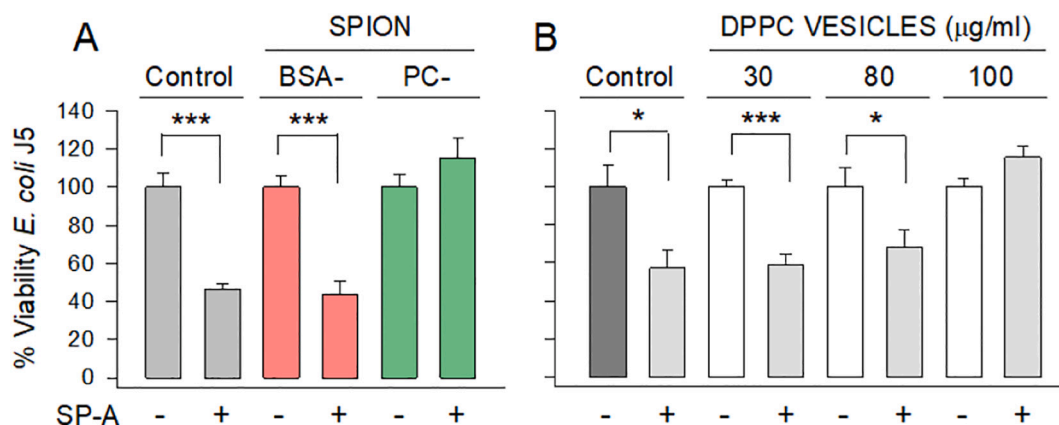 A
SPION
Control BSA- PC-
*** ***
% Viability E. coli J5
140
120
100
80
60
40
20
0
SP-A - + - + - +
B
DPPC VESICLES (µg/ml)
Control 30 80 100
* *** *
- + - + - + - +